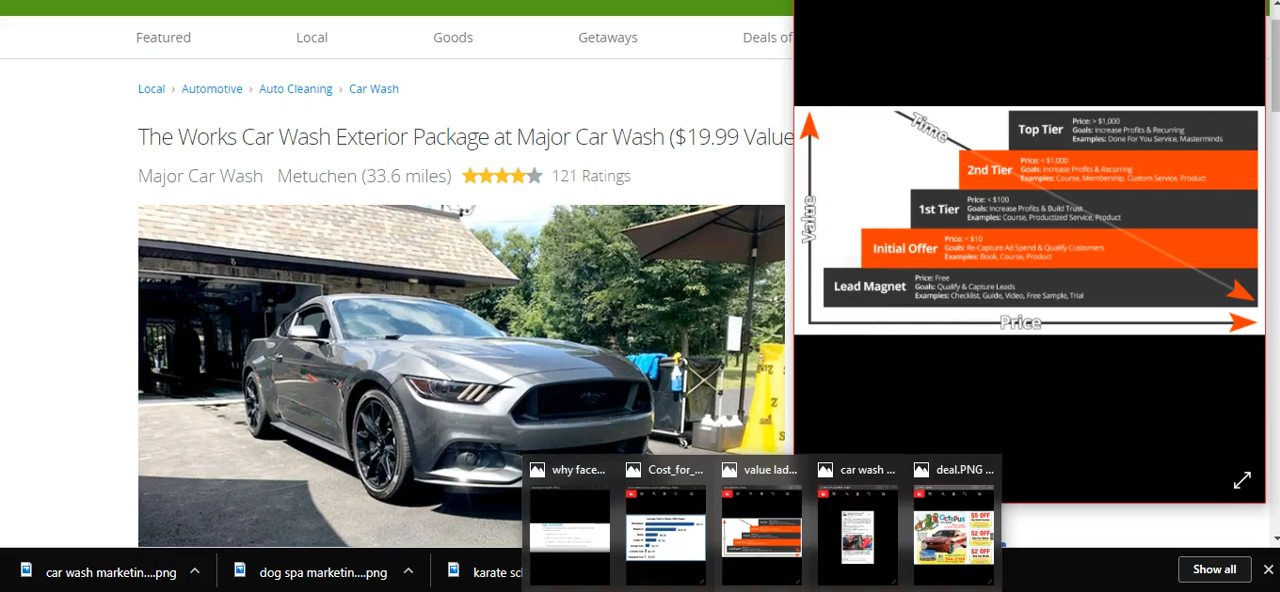 Featured
Local
Goods
Getaways
Deals of
Local › Automotive › Auto Cleaning › Car Wash
The Works Car Wash Exterior Package at Major Car Wash ($19.99 Value
Major Car Wash Metuchen (33.6 miles) 121 Ratings
Time
Value
Price
Top Tier
Price: > $1,000
Goals: Increase Profits & Recurring
Examples: Done For You Service, Masterminds
2nd Tier
Price: < $1,000
Goals: Increase Profits & Recurring
Examples: Course, Membership, Custom Service, Product
1st Tier
Price: < $100
Goals: Increase Profits & Build Trust
Examples: Course, Productized Service, Product
Initial Offer
Price: < $10
Goals: Re-Capture Ad Spend & Qualify Customers
Examples: Book, Course, Product
Lead Magnet
Price: Free
Goals: Qualify & Capture Leads
Examples: Checklist, Guide, Video, Free Sample, Trial
why face...
Cost_for_...
value lad...
car wash ...
deal.PNG ...
OctoPus
$5 OFF
$2 OFF
$2 OFF
car wash marketin....png
dog spa marketin....png
karate sc
Show all